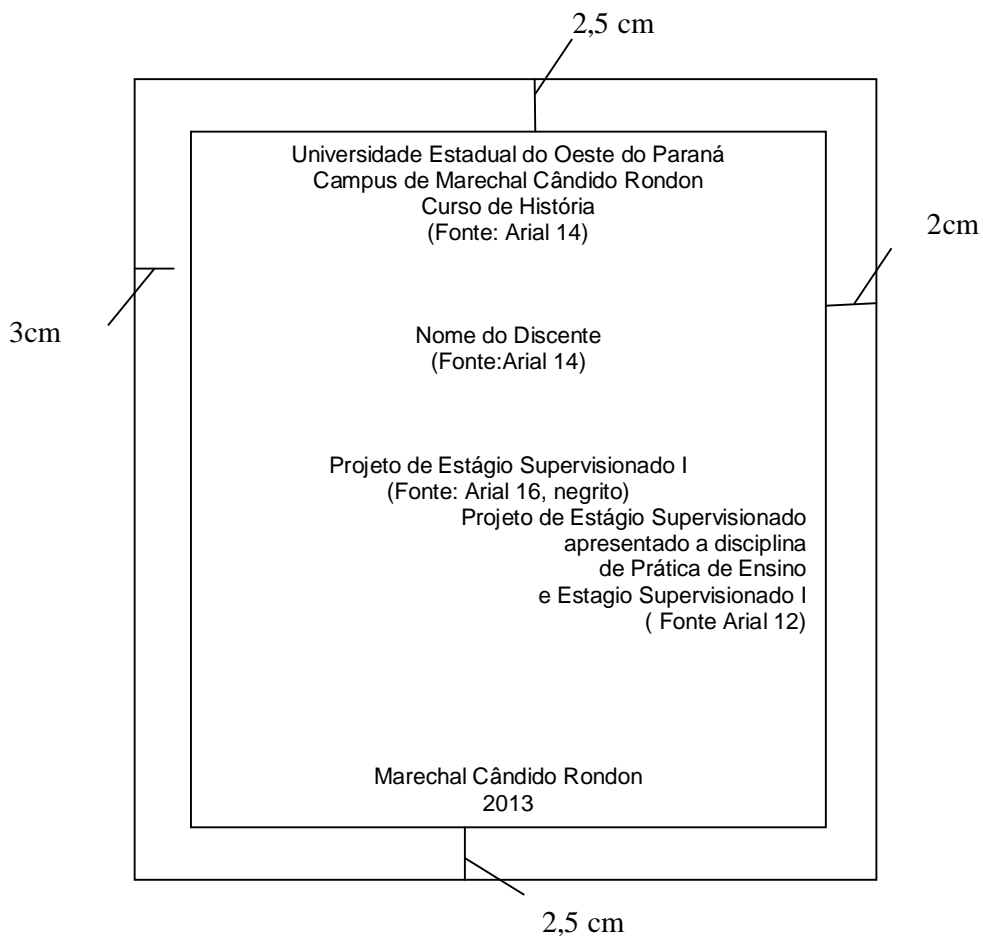 2,5 cm
Universidade Estadual do Oeste do Paraná
Campus de Marechal Cândido Rondon
Curso de História
(Fonte: Arial 14)
2cm
3cm
Nome do Discente
(Fonte:Arial 14)
Projeto de Estágio Supervisionado I
(Fonte: Arial 16, negrito)
Projeto de Estágio Supervisionado
apresentado a disciplina
de Prática de Ensino
e Estagio Supervisionado I
( Fonte Arial 12)
Marechal Cândido Rondon
2013
2,5 cm